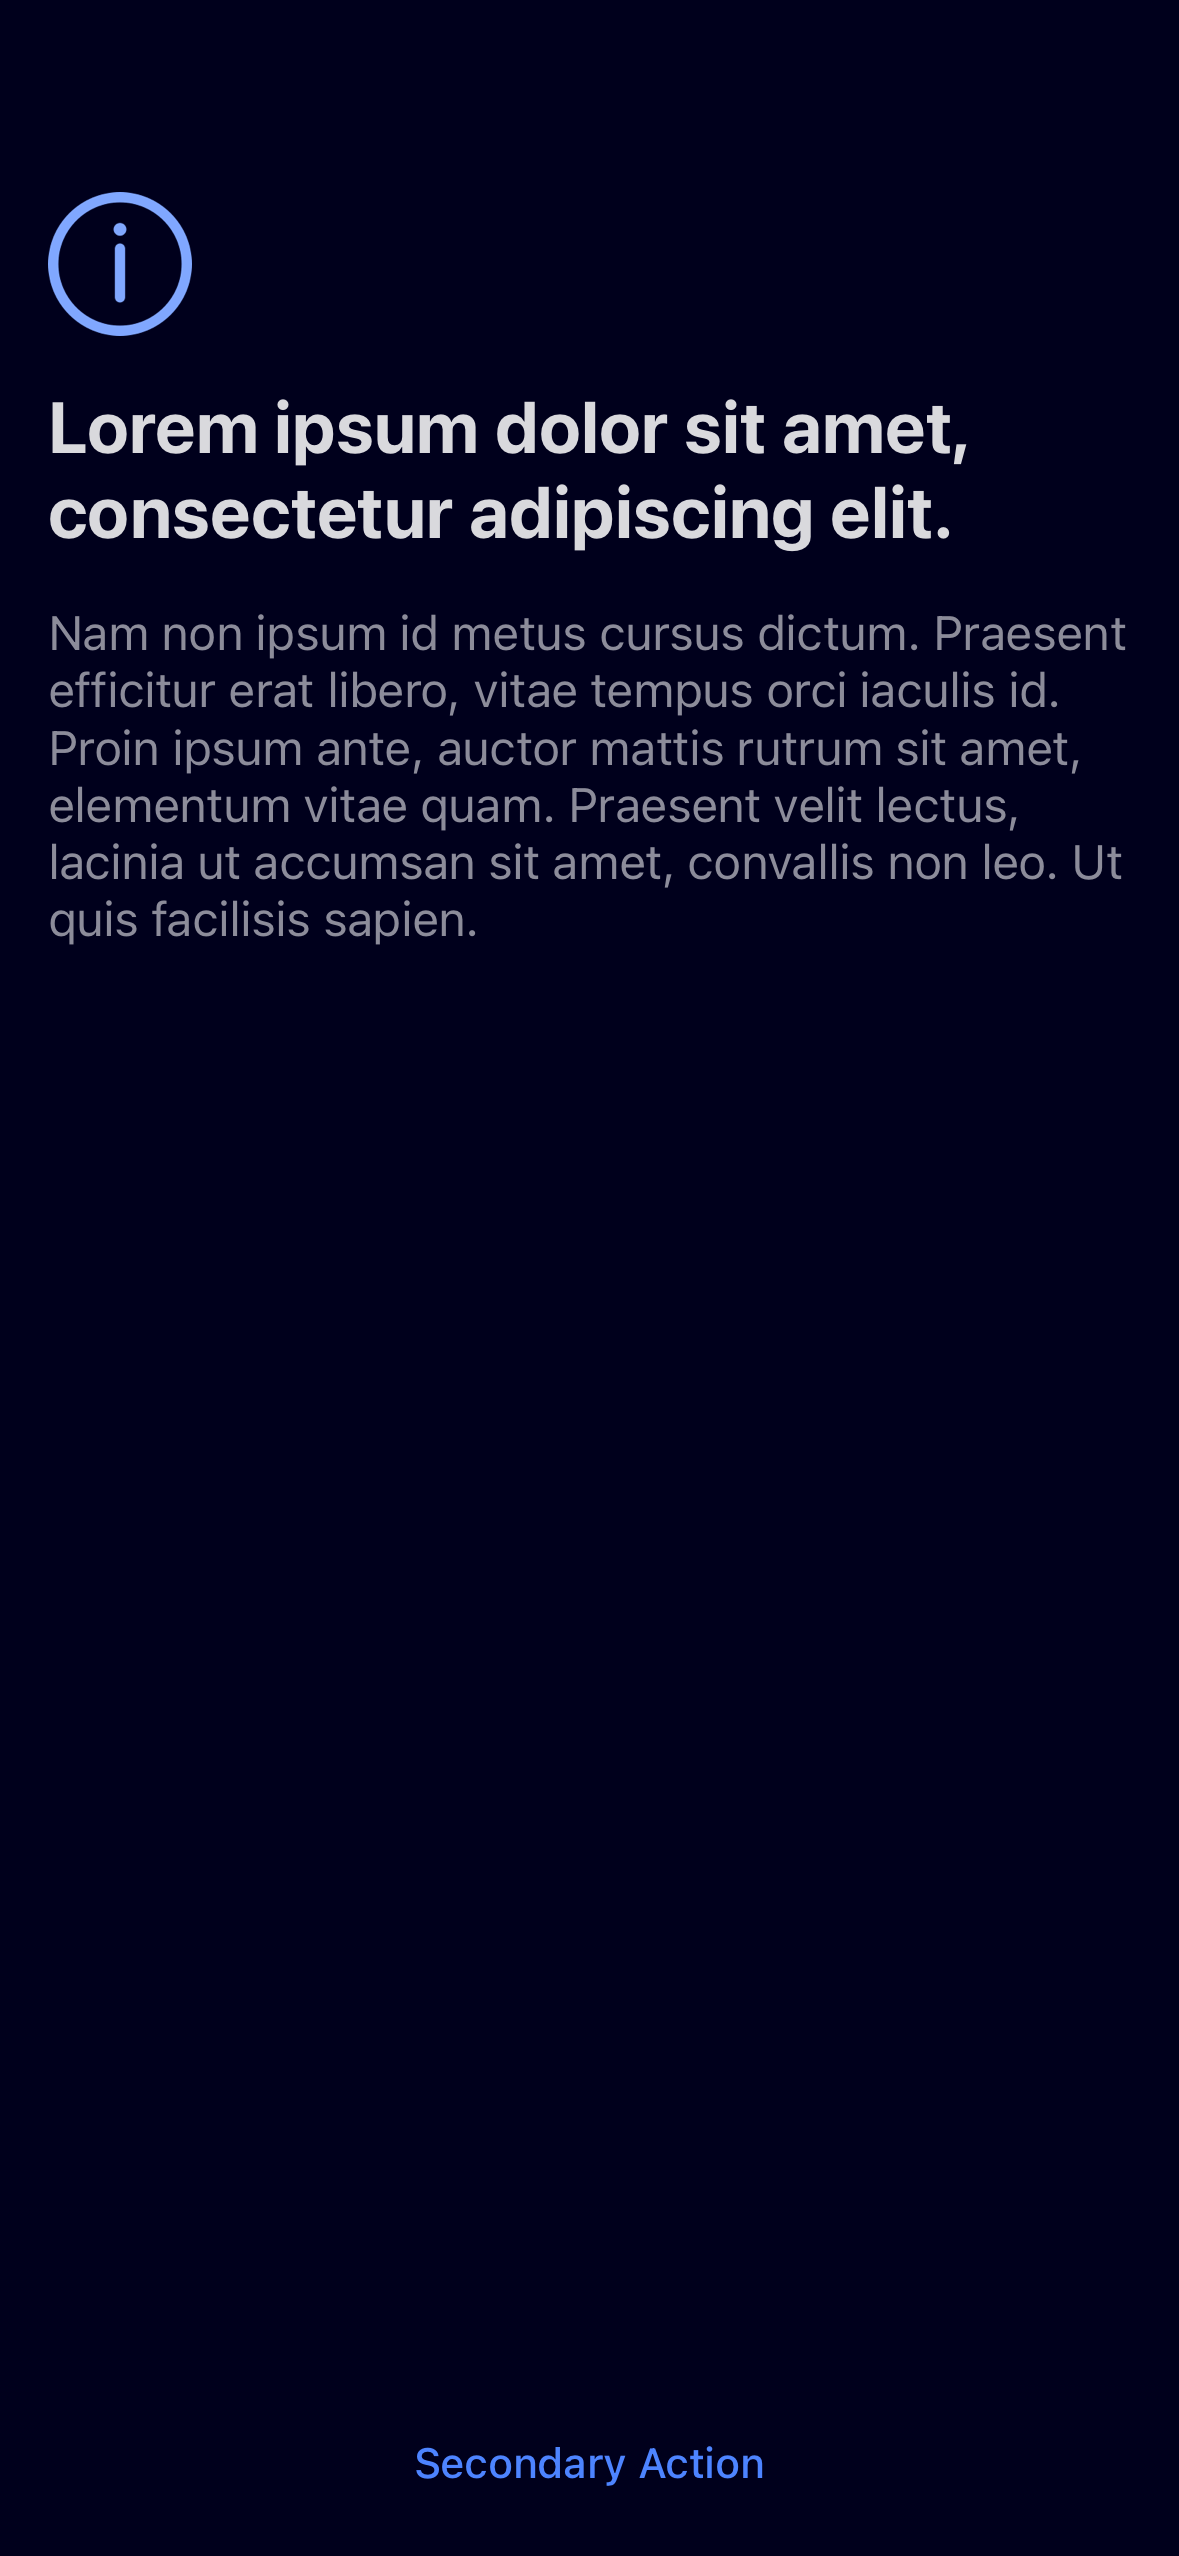 Lorem ipsum dolor sit amet,
consectetur adipiscing elit.
Nam non ipsum id metus cursus dictum. Praesent
efficitur erat libero, vitae tempus orci iaculis id.
Proin ipsum ante, auctor mattis rutrum sit amet,
elementum vitae quam. Praesent velit lectus,
lacinia ut accumsan sit amet, convallis non leo. Ut
quis facilisis sapien.
Secondary Action